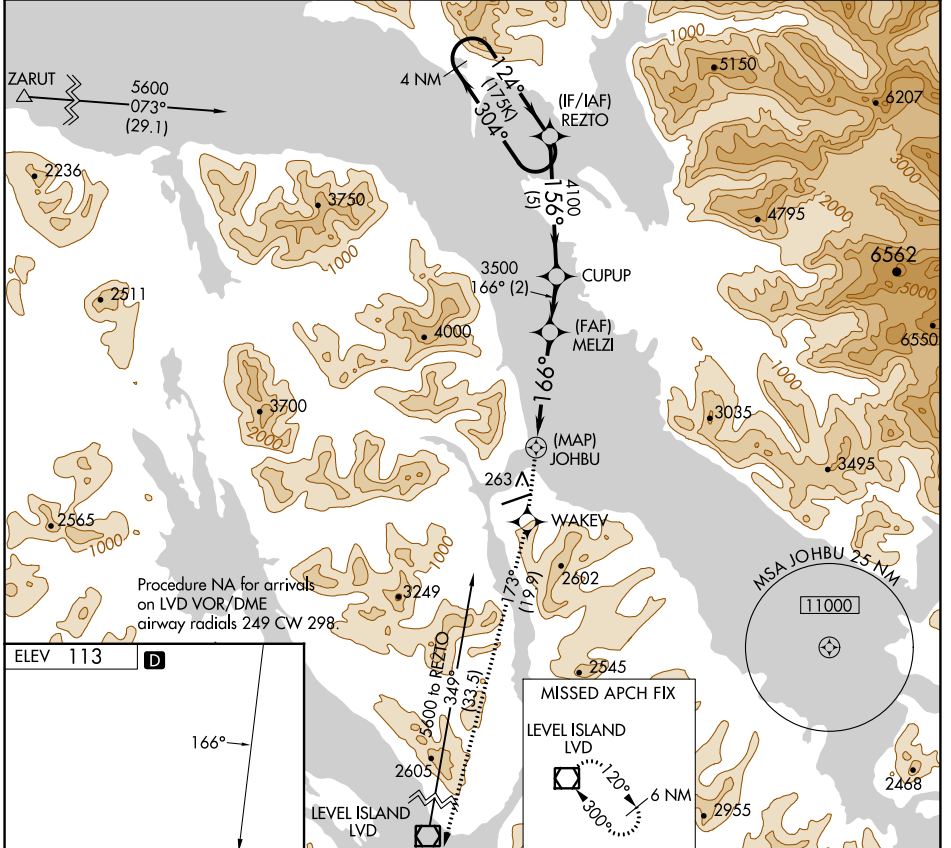 1000
5150
6207
ZARUT
5600
073°
(29.1)
4 NM
124°
(175K)
304°
(IF/IAF)
REZTO
3000
2236
3750
1000
4100
156°
(5)
2000
4795
6562
5000
6550
3500
166° (2)
CUPUP
2511
4000
(FAF)
MELZI
166°
1000
3700
2000
3035
(MAP)
JOHBU
3495
263
2565
1000
WAKEV
1000
2602
MSA JOHBU 25 NM
11000
Procedure NA for arrivals
on LVD VOR/DME
airway radials 249 CW 298.
3249
173°
(19.9)
5600 to REZTO
349°
(33.5)
2545
ELEV 113
D
166°
MISSED APCH FIX
LEVEL ISLAND
LVD
120°
6 NM
300°
2605
LEVEL ISLAND
LVD
2955
2468